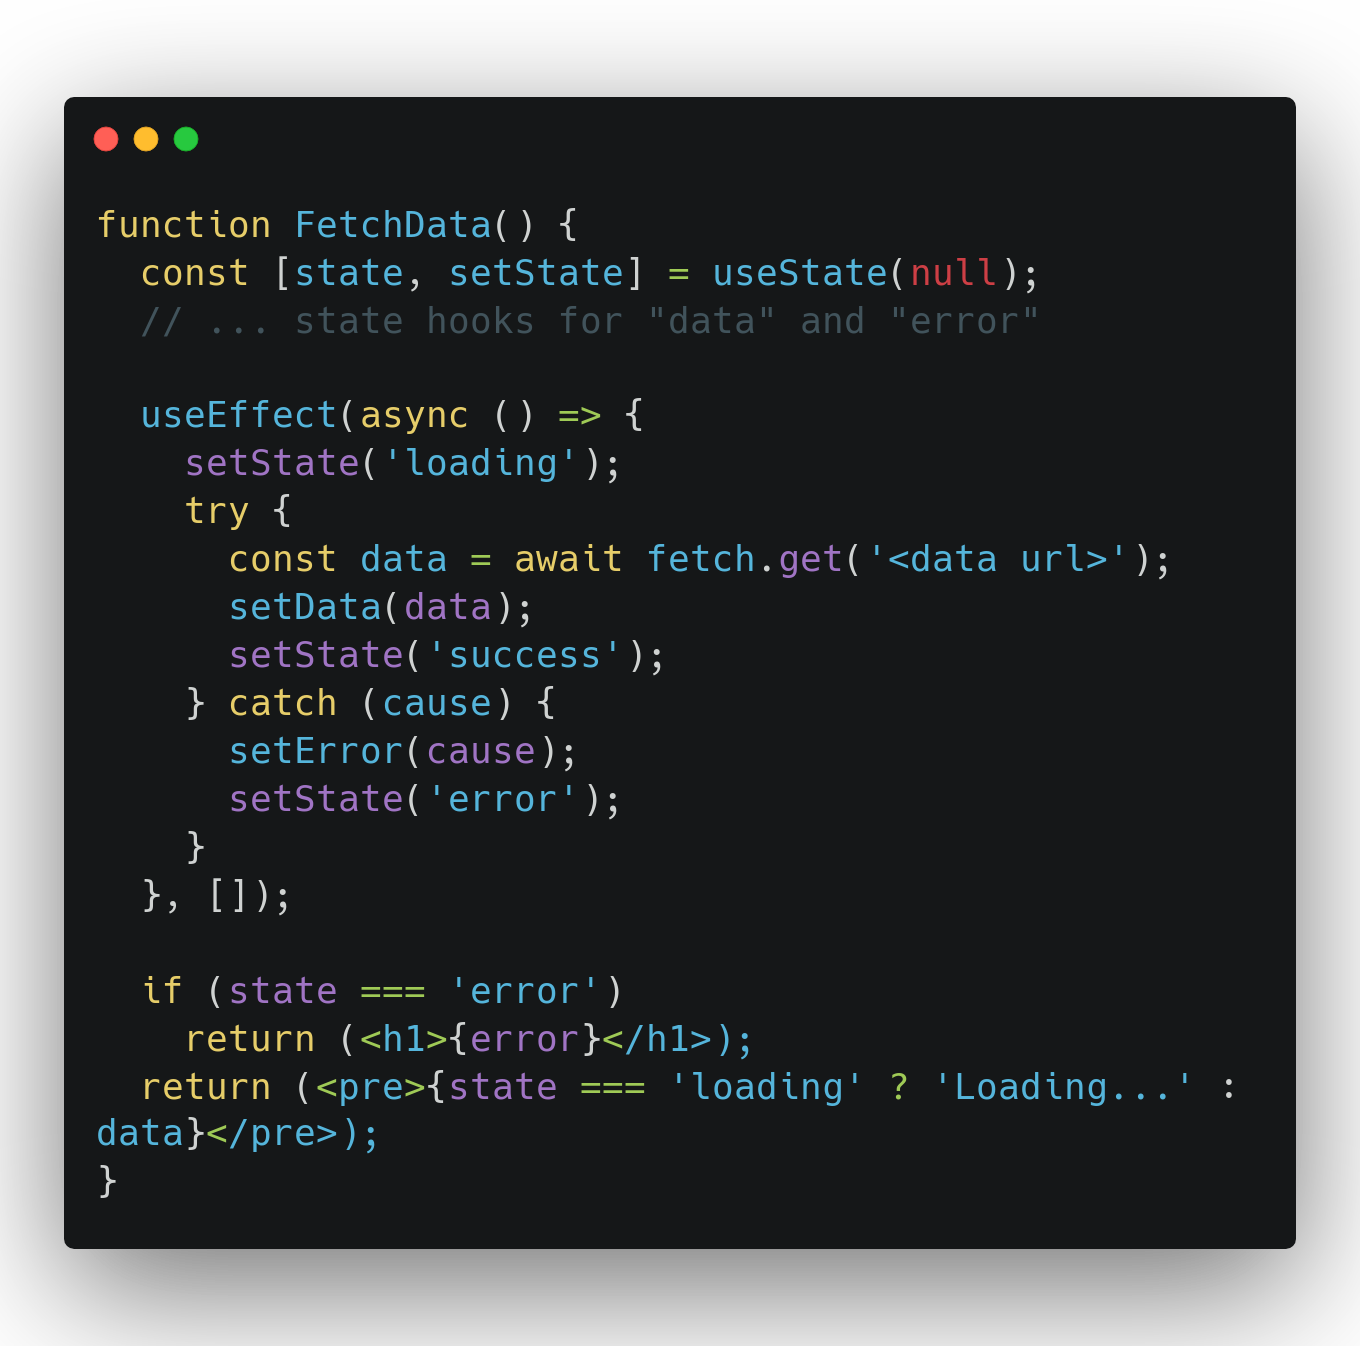 function FetchData() {
  const [state, setState] = useState(null);
  // ... state hooks for "data" and "error"

  useEffect(async () => {
    setState('loading');
    try {
      const data = await fetch.get('<data url>');
      setData(data);
      setState('success');
    } catch (cause) {
      setError(cause);
      setState('error');
    }
  }, []);

  if (state === 'error')
    return (<h1>{error}</h1>);
  return (<pre>{state === 'loading' ? 'Loading...' :
data}</pre>);
}